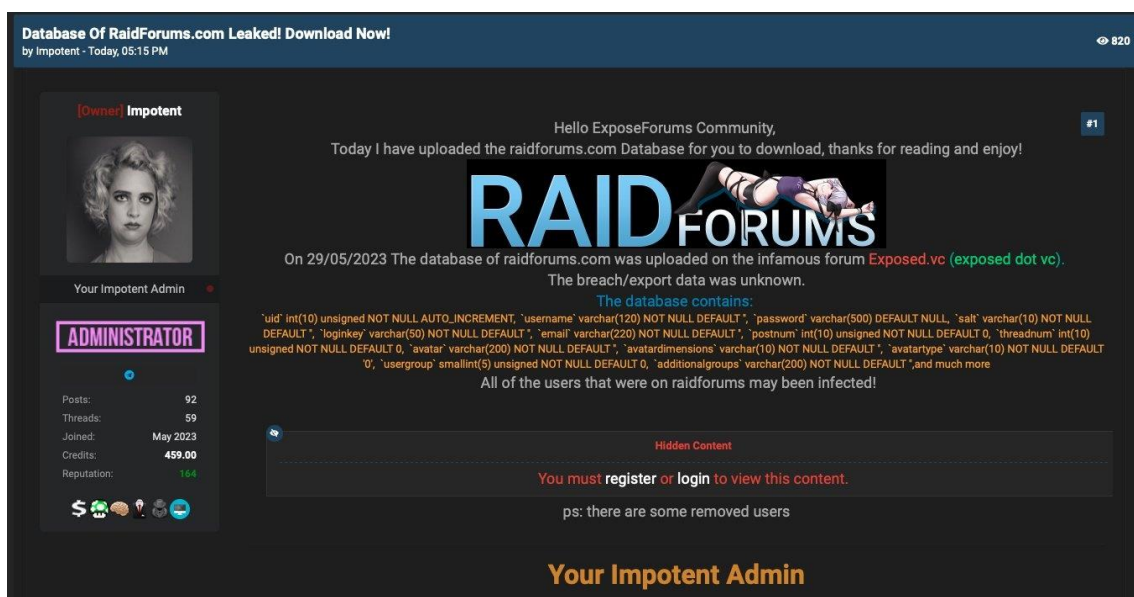 Database Of RaidForums.com Leaked! Download Now!
by Impotent - Today, 05:15 PM
820
[Owner] Impotent
Your Impotent Admin
ADMINISTRATOR
Posts: 92
Threads: 59
Joined: May 2023
Credits: 459.00
Reputation: 164
#1
Hello ExposeForums Community,
Today I have uploaded the raidforums.com Database for you to download, thanks for reading and enjoy!
RAID FORUMS
On 29/05/2023 The database of raidforums.com was uploaded on the infamous forum Exposed.vc (exposed dot vc).
The breach/export data was unknown.
The database contains:
`uid` int(10) unsigned NOT NULL AUTO_INCREMENT, `username` varchar(120) NOT NULL DEFAULT '', `password` varchar(500) DEFAULT NULL, `salt` varchar(10) NOT NULL
DEFAULT '', `loginkey` varchar(50) NOT NULL DEFAULT '', `email` varchar(220) NOT NULL DEFAULT '', `postnum` int(10) unsigned NOT NULL DEFAULT 0, `threadnum` int(10)
unsigned NOT NULL DEFAULT 0, `avatar` varchar(200) NOT NULL DEFAULT '', `avatardimensions` varchar(10) NOT NULL DEFAULT '', `avatartype` varchar(10) NOT NULL DEFAULT
'0', `usergroup` smallint(5) unsigned NOT NULL DEFAULT 0, `additionalgroups` varchar(200) NOT NULL DEFAULT '',and much more
All of the users that were on raidforums may been infected!
Hidden Content
You must register or login to view this content.
ps: there are some removed users
Your Impotent Admin